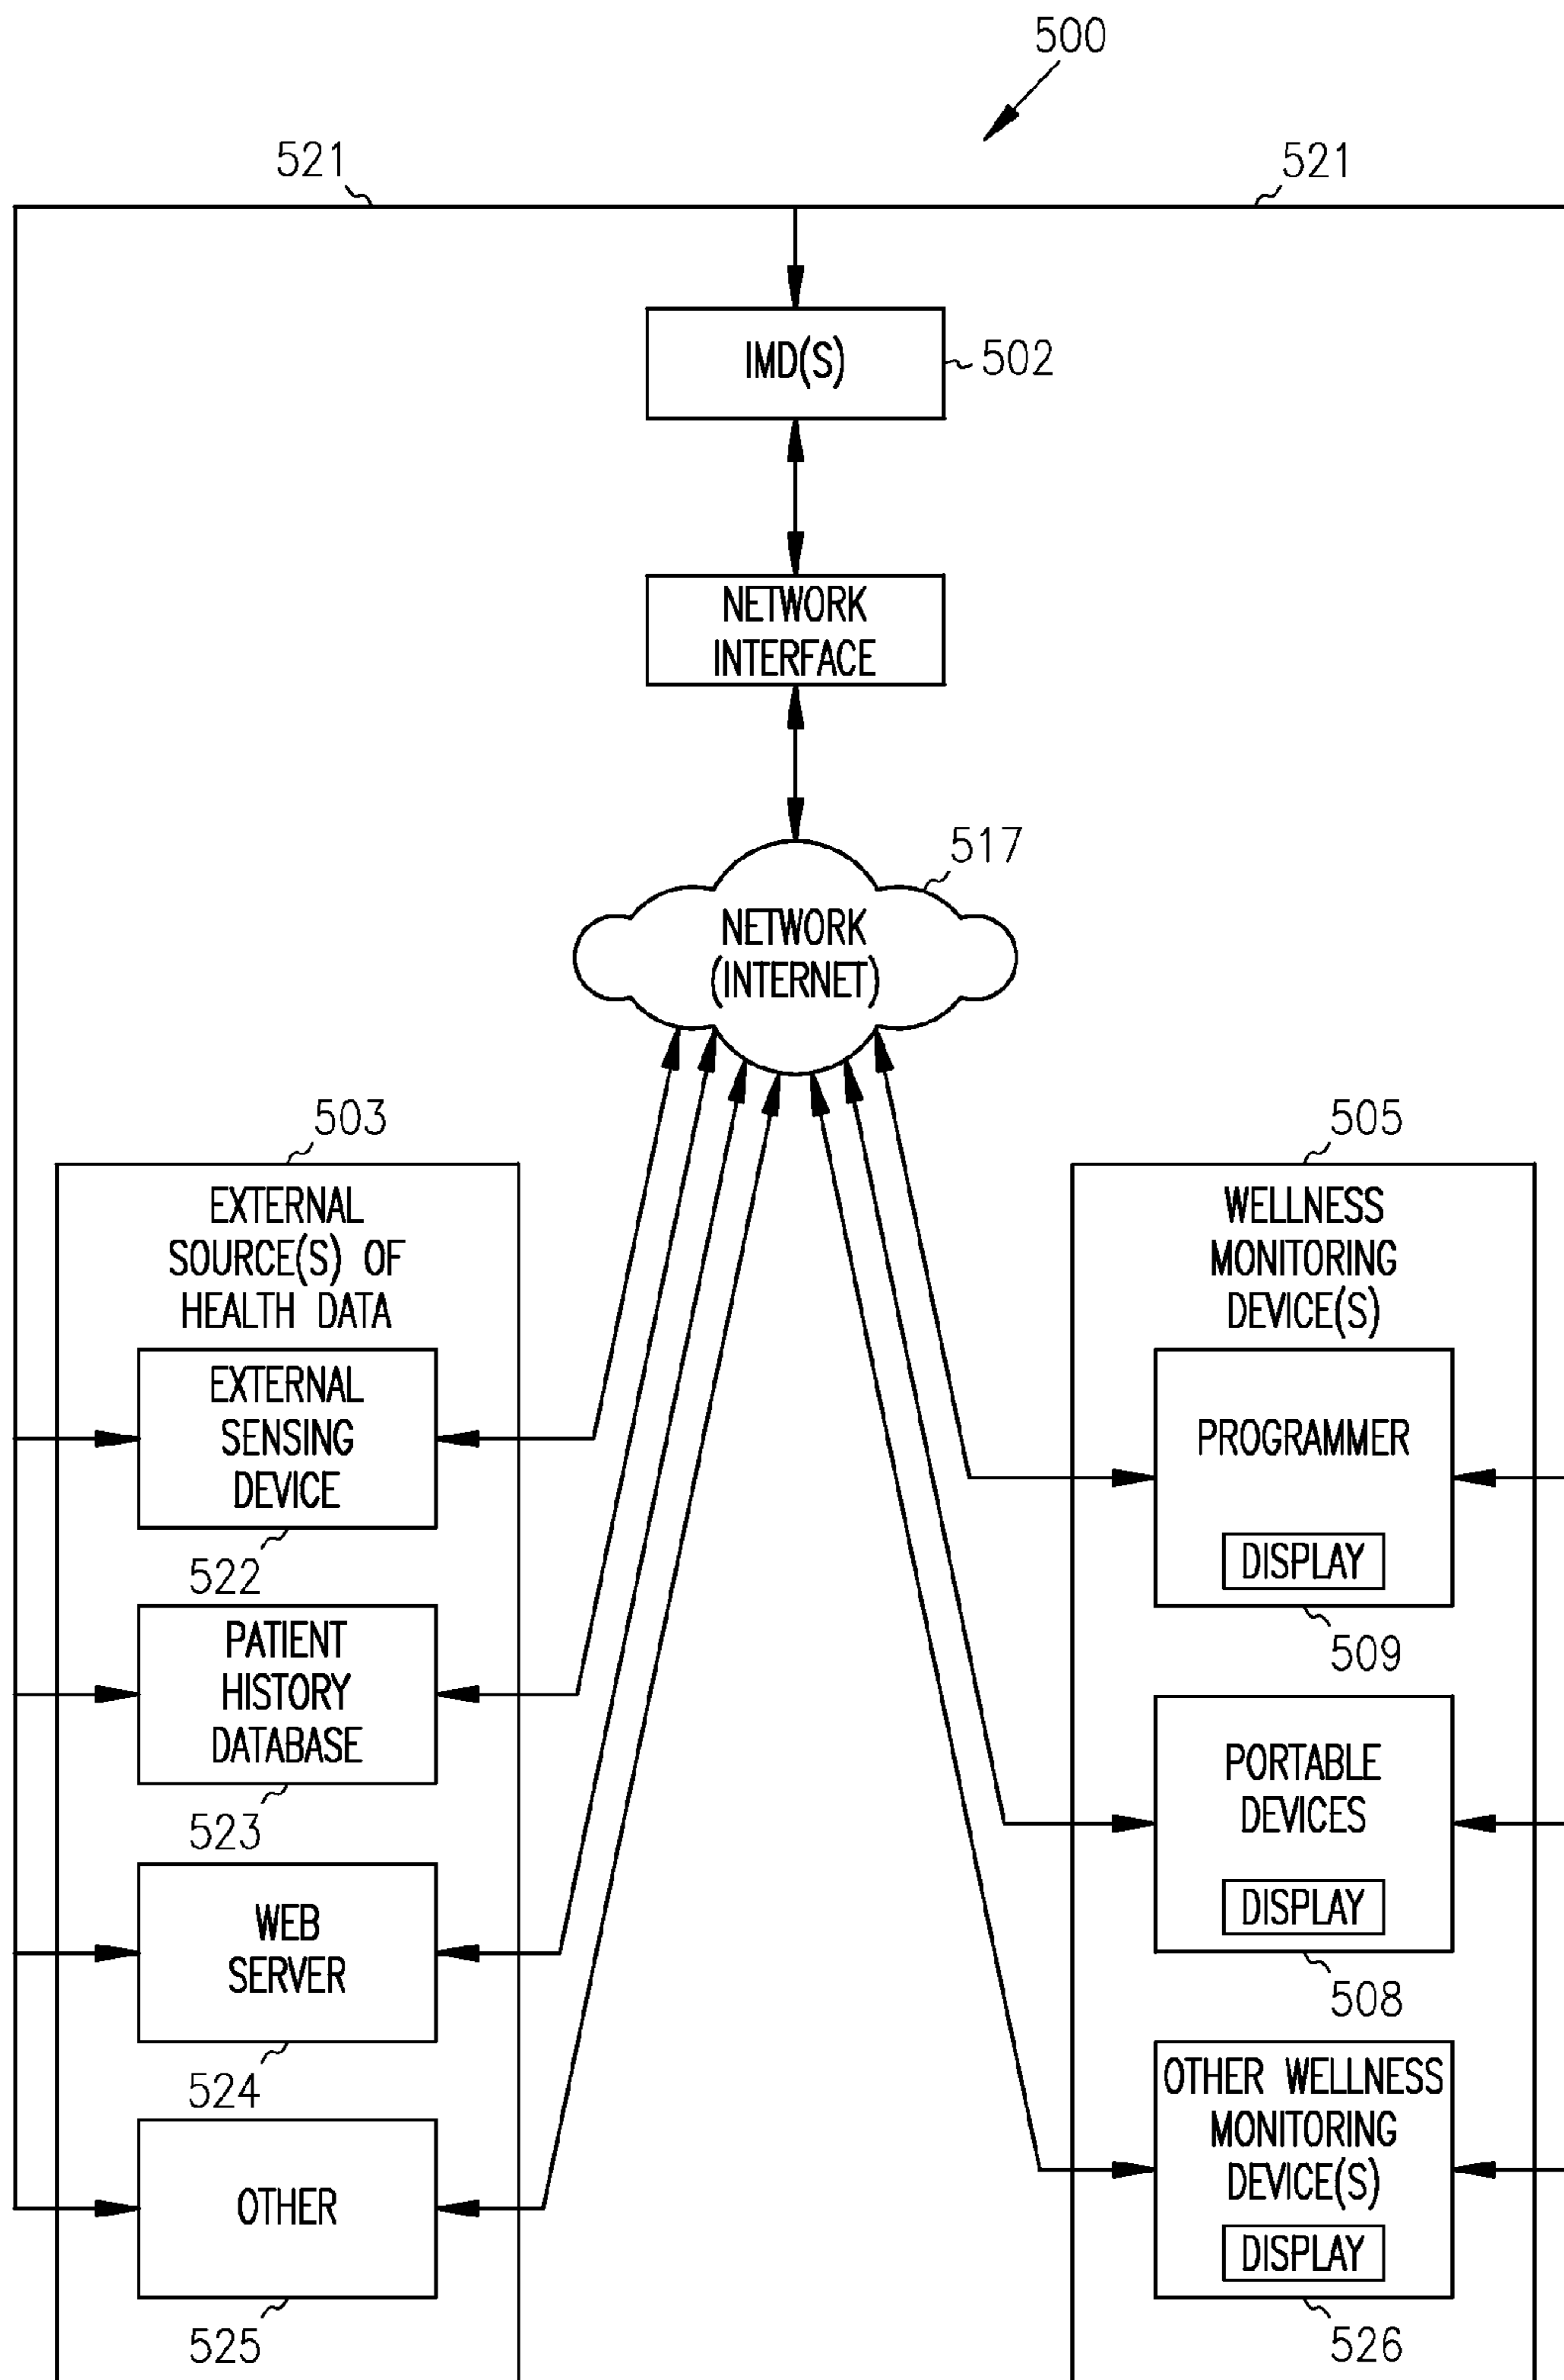 500
521
521
IMD(S)
502
NETWORK
INTERFACE
517
NETWORK
(INTERNET)
503
EXTERNAL
SOURCE(S) OF
HEALTH DATA
EXTERNAL
SENSING
DEVICE
522
PATIENT
HISTORY
DATABASE
523
WEB
SERVER
524
OTHER
525
505
WELLNESS
MONITORING
DEVICE(S)
PROGRAMMER
DISPLAY
509
PORTABLE
DEVICES
DISPLAY
508
OTHER WELLNESS
MONITORING
DEVICE(S)
DISPLAY
526